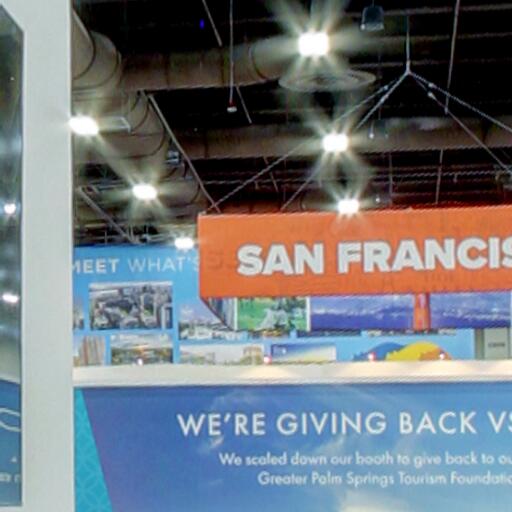 SAN FRANCIS
MEET WHAT'S
WE'RE GIVING BACK VS
We scaled down our booth to give back to ou
Greater Palm Springs Tourism Foundatio